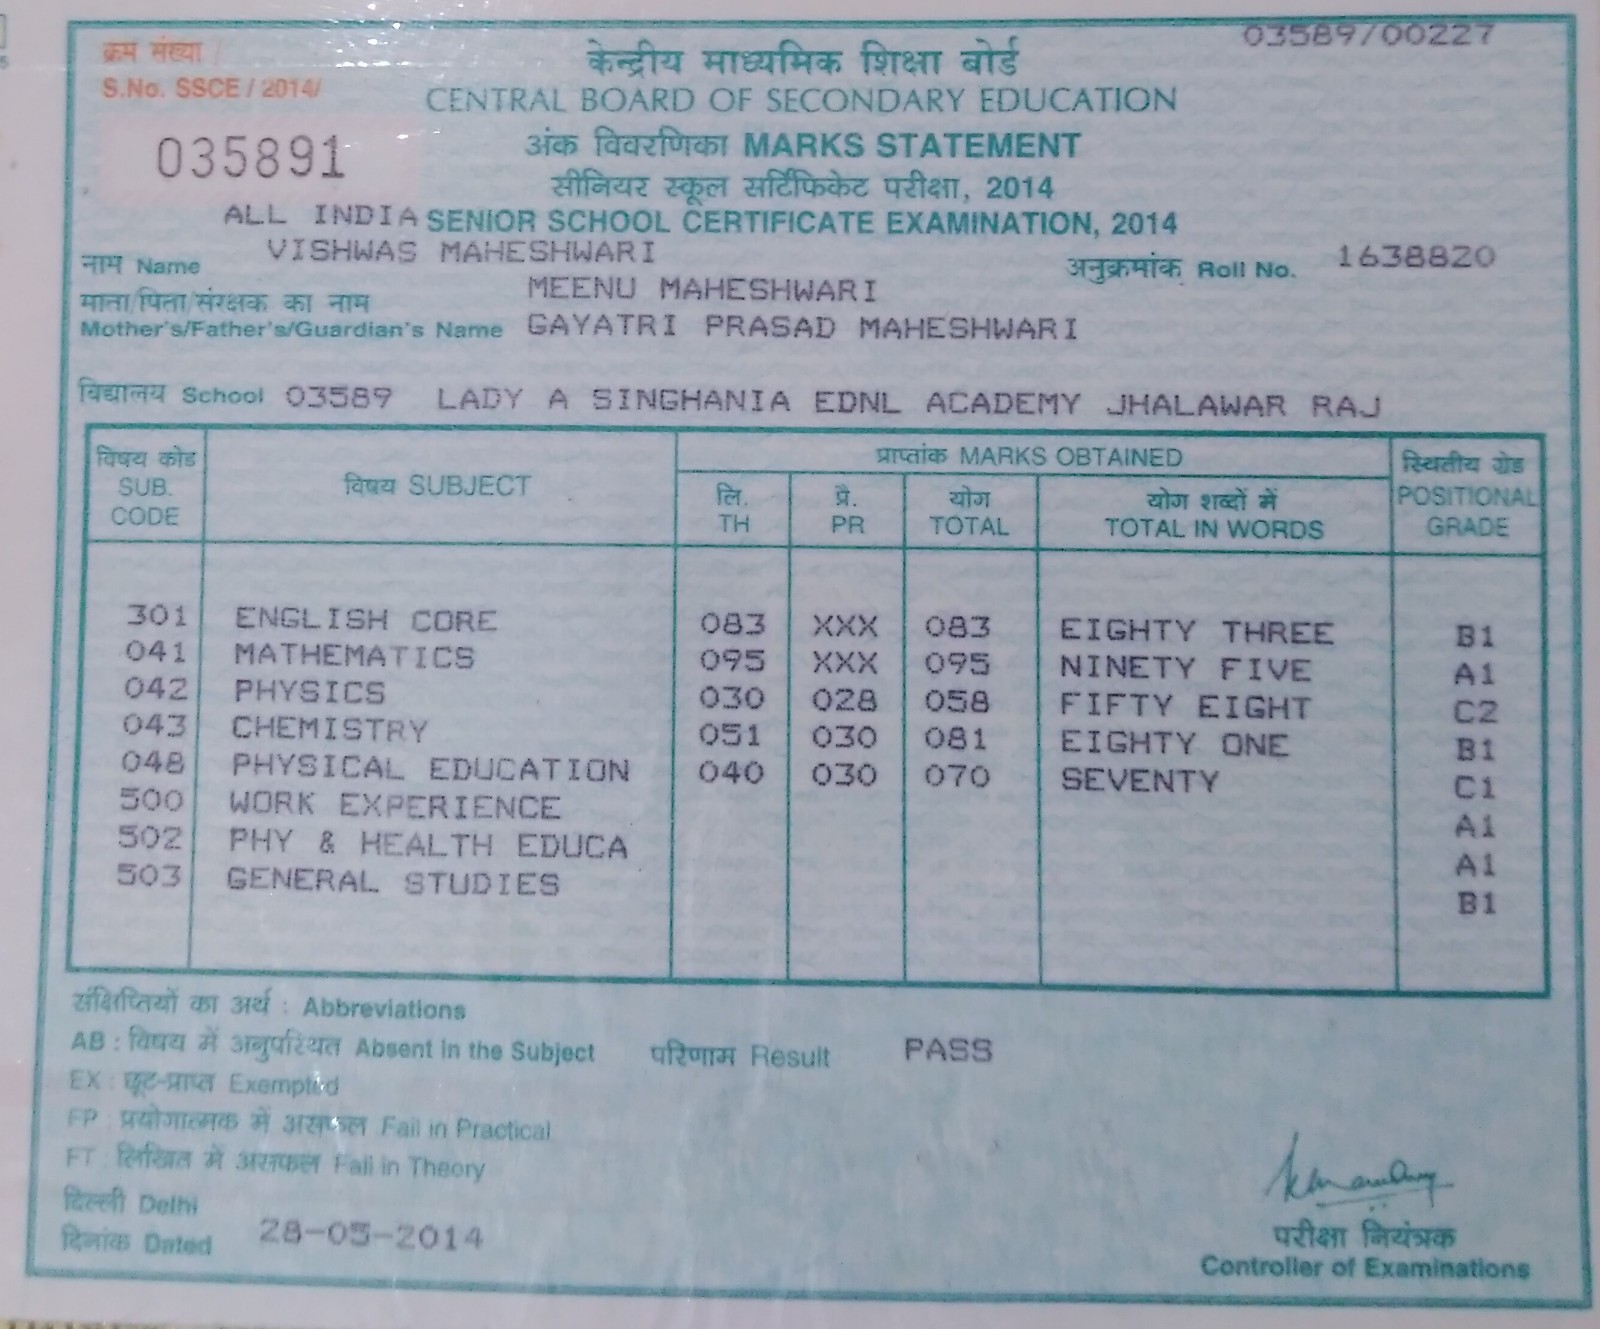 03589/00227
क्रम संख्या
S.No. SSCE / 2014/
035891
केन्द्रीय माध्यमिक शिक्षा बोर्ड
CENTRAL BOARD OF SECONDARY EDUCATION
अंक विवरणिका MARKS STATEMENT
सीनियर स्कूल सर्टिफिकेट परीक्षा, 2014
ALL INDIA SENIOR SCHOOL CERTIFICATE EXAMINATION, 2014
नाम Name VISHWAS MAHESHWARI अनुक्रमांक Roll No. 1638820
माता/पिता/संरक्षक का नाम MEENU MAHESHWARI
Mother's/Father's/Guardian's Name GAYATRI PRASAD MAHESHWARI
विद्यालय School 03589 LADY A SINGHANIA EDNL ACADEMY JHALAWAR RAJ
विषय कोड SUB. CODE विषय SUBJECT प्राप्तांक MARKS OBTAINED स्थितीय ग्रेड POSITIONAL GRADE
लि. TH प्रै. PR योग TOTAL योग शब्दों में TOTAL IN WORDS
301 ENGLISH CORE 083 XXX 083 EIGHTY THREE B1
041 MATHEMATICS 095 XXX 095 NINETY FIVE A1
042 PHYSICS 030 028 058 FIFTY EIGHT C2
043 CHEMISTRY 051 030 081 EIGHTY ONE B1
048 PHYSICAL EDUCATION 040 030 070 SEVENTY C1
500 WORK EXPERIENCE A1
502 PHY & HEALTH EDUCA A1
503 GENERAL STUDIES B1
संक्षिप्तियों का अर्थ : Abbreviations
AB : विषय में अनुपस्थित Absent in the Subject परिणाम Result PASS
EX : छूट-प्राप्त Exempted
FP : प्रयोगात्मक में असफल Fail in Practical
FT लिखित में असफल Fail in Theory
दिल्ली Delhi
दिनांक Dated 28-05-2014
परीक्षा नियंत्रक
Controller of Examinations